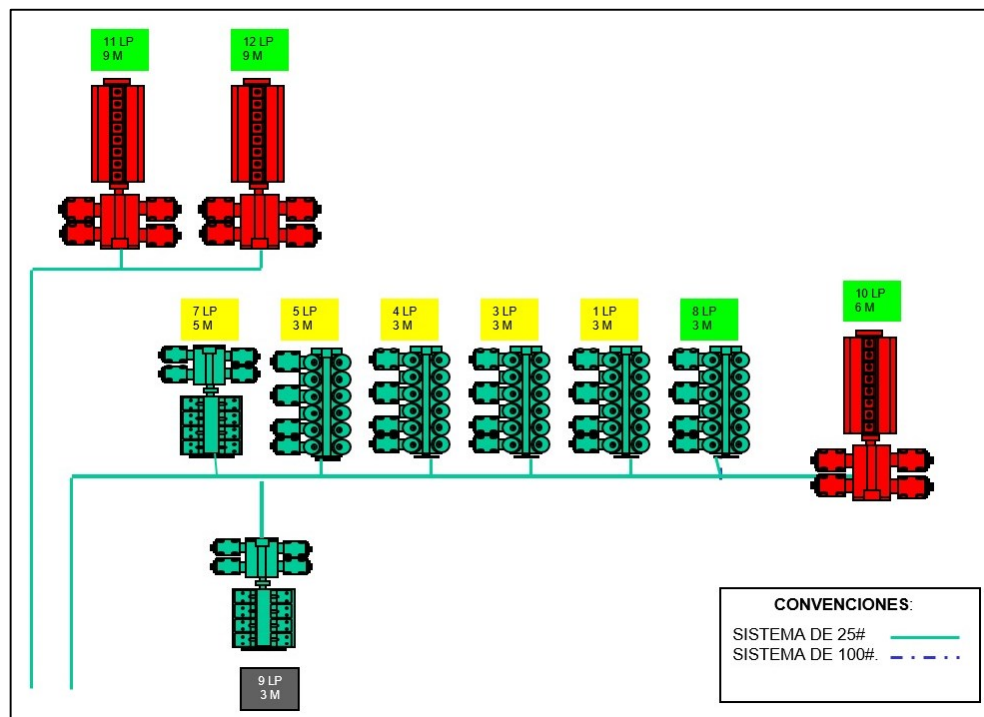 11 LP
9 M
12 LP
9 M
7 LP
5 M
5 LP
3 M
4 LP
3 M
3 LP
3 M
1 LP
3 M
8 LP
3 M
10 LP
6 M
9 LP
3 M
CONVENCIONES:
SISTEMA DE 25#
SISTEMA DE 100#.